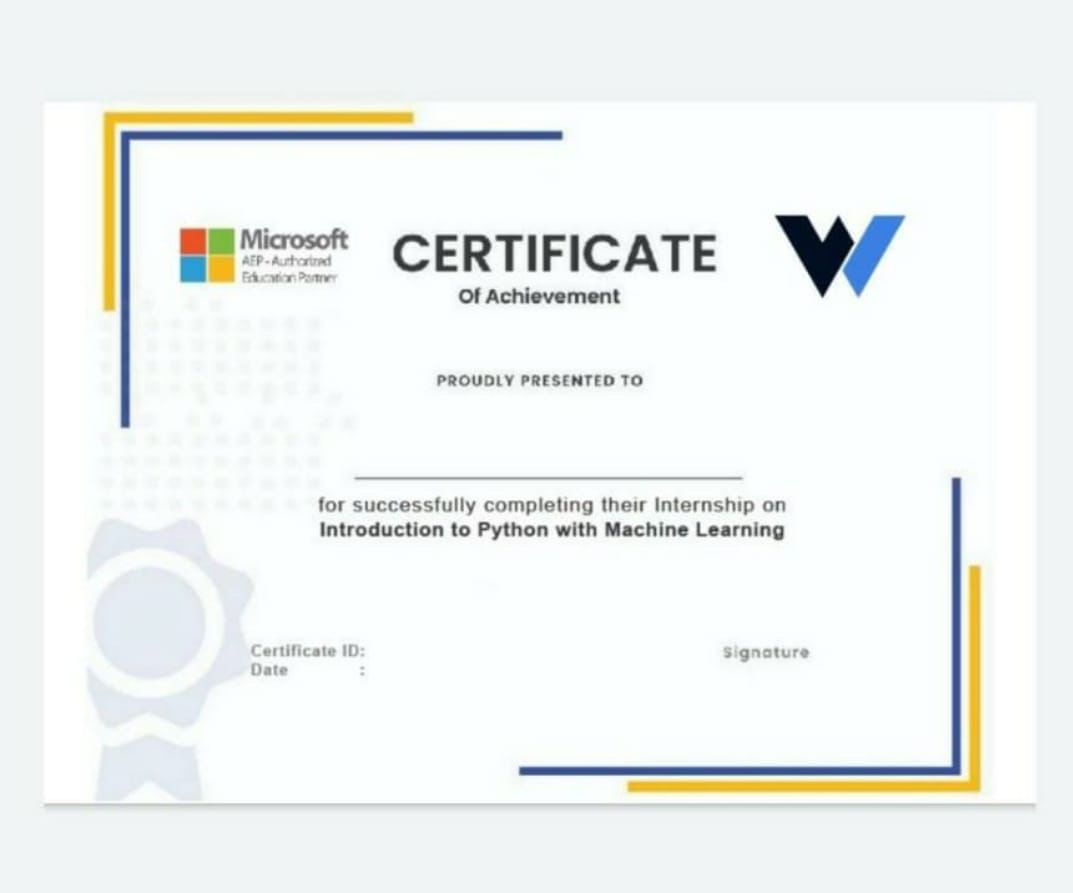 Microsoft
AEP - Authorized
Education Partner
CERTIFICATE
Of Achievement
PROUDLY PRESENTED TO
for successfully completing their Internship on
Introduction to Python with Machine Learning
Certificate ID:
Date :
Signature